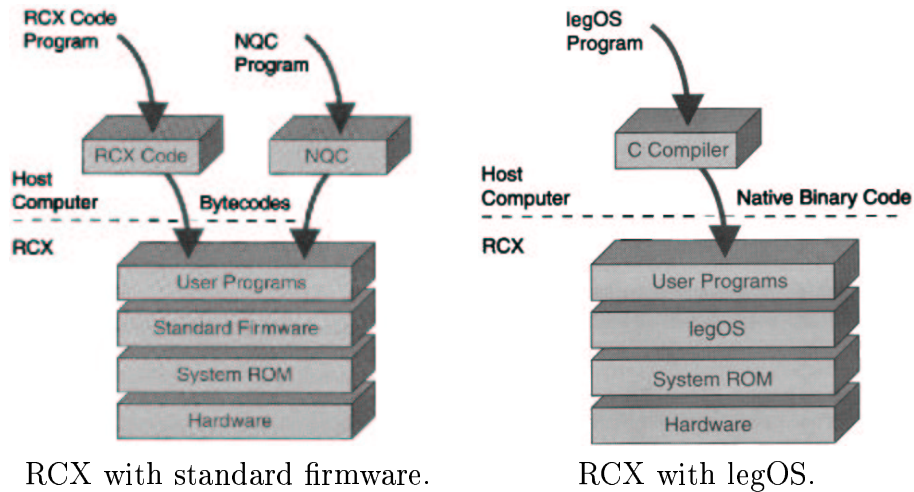 RCX Code
Program
NQC
Program
RCX Code
NQC
Host
Computer
Bytecodes
RCX
User Programs
Standard Firmware
System ROM
Hardware
RCX with standard firmware.
legOS
Program
C Compiler
Host
Computer
Native Binary Code
RCX
User Programs
legOS
System ROM
Hardware
RCX with legOS.